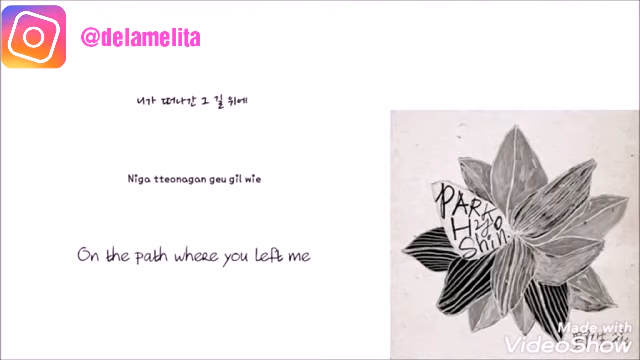 @delamelita
니가 떠나간 그 길 위에
Niga tteonagan geu gil wie
On the path where you left me
PARK
Hyo
Shin.
Made with
VideoShow